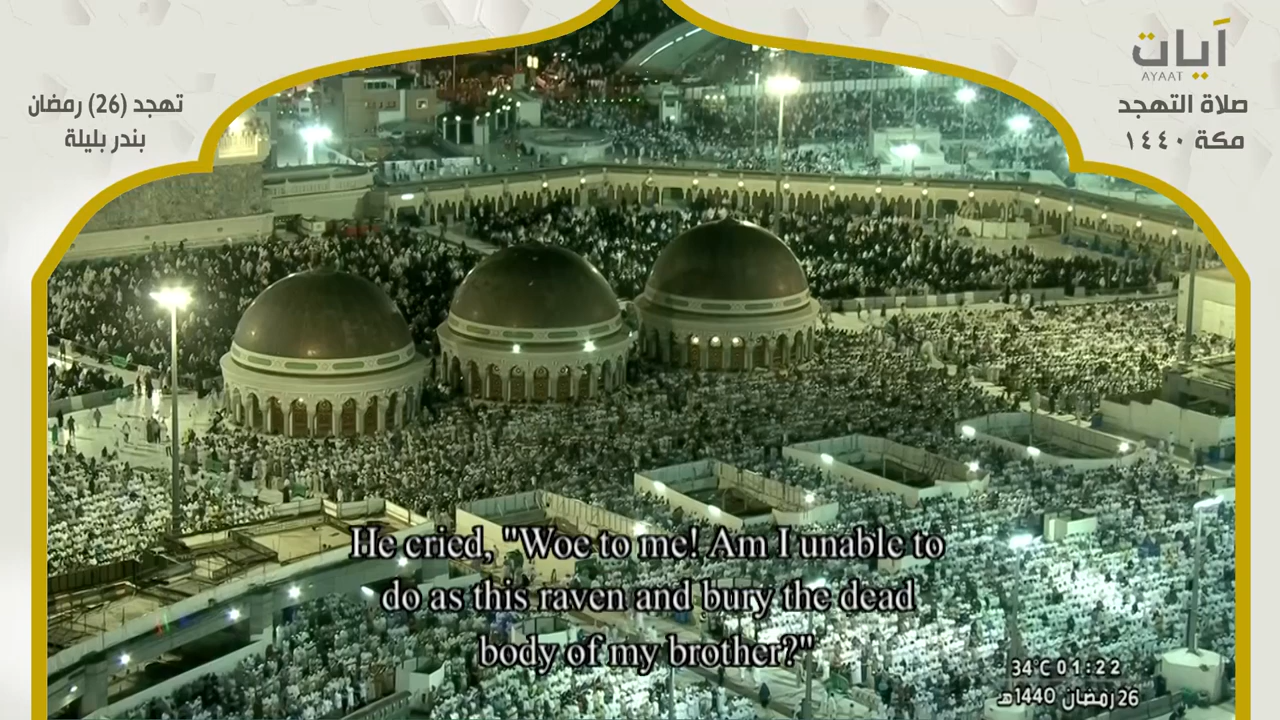 آيات
AYAAT
صلاة التهجد
مكة ١٤٤٠
تهجد (26) رمضان
بندر بليلة
He cried, "Woe to me! Am I unable to
do as this raven and bury the dead
body of my brother?"
34°C 01:22
26 رمضان 1440هـ